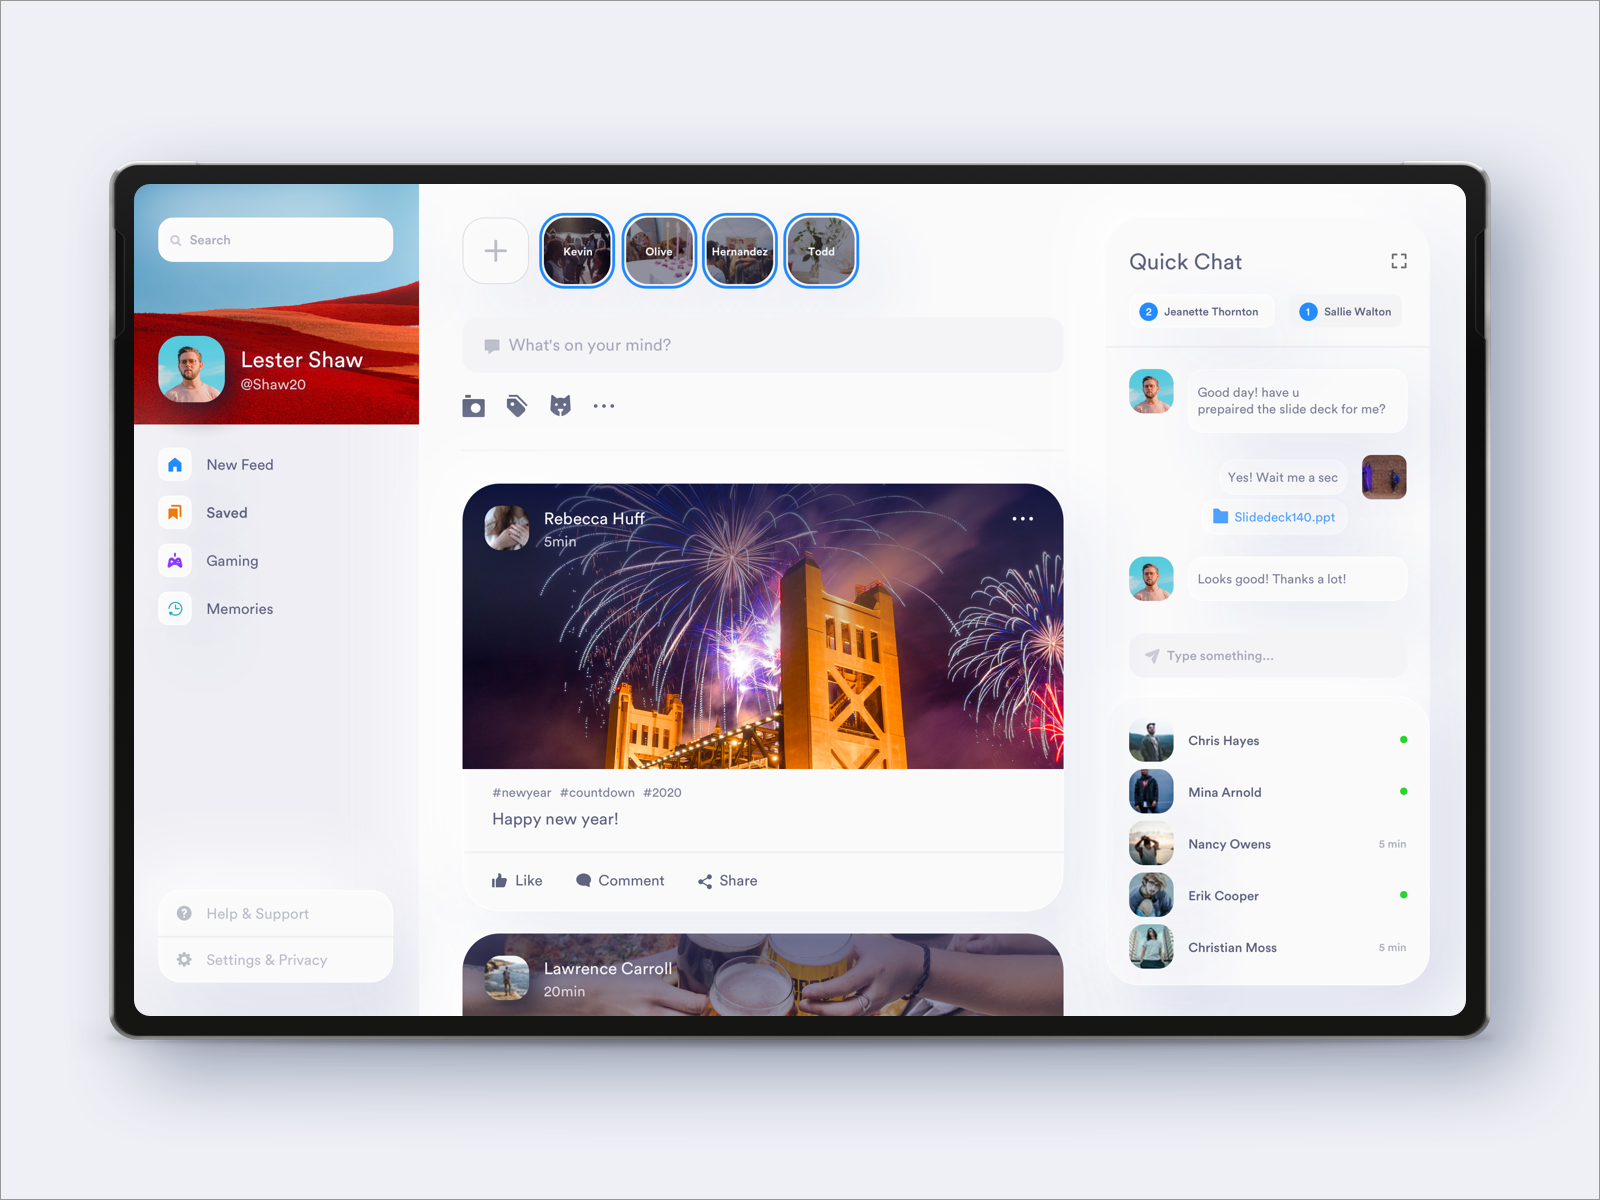 Search
Lester Shaw
@Shaw20
New Feed
Saved
Gaming
Memories
Help & Support
Settings & Privacy
Kevin
Olive
Hernandez
Todd
What's on your mind?
Rebecca Huff
5min
#newyear #countdown #2020
Happy new year!
Like
Comment
Share
Lawrence Carroll
20min
Quick Chat
2 Jeanette Thornton
1 Sallie Walton
Good day! have u
prepaired the slide deck for me?
Yes! Wait me a sec
Slidedeck140.ppt
Looks good! Thanks a lot!
Type something...
Chris Hayes
Mina Arnold
Nancy Owens 5 min
Erik Cooper
Christian Moss 5 min